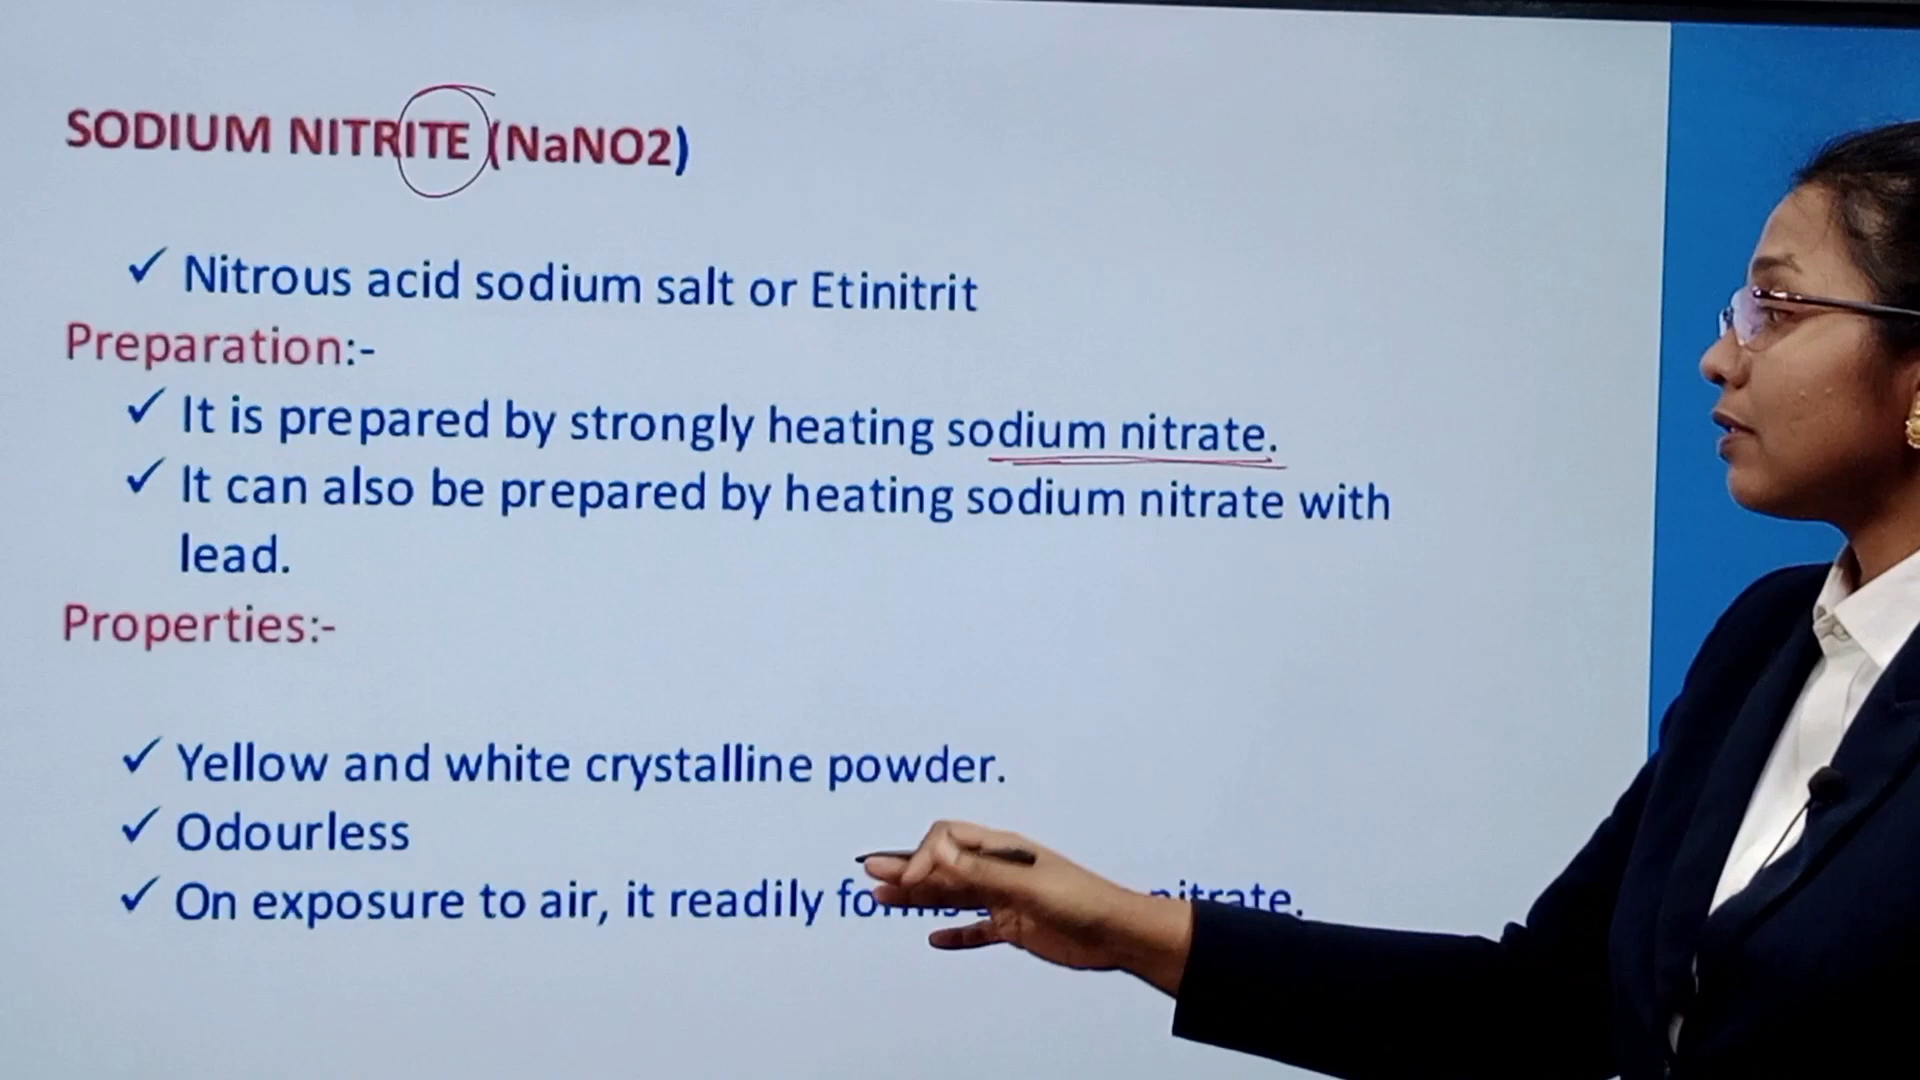 SODIUM NITRITE (NaNO2)
✓ Nitrous acid sodium salt or Etinitrit
Preparation:-
✓ It is prepared by strongly heating sodium nitrate.
✓ It can also be prepared by heating sodium nitrate with
lead.
Properties:-
✓ Yellow and white crystalline powder.
✓ Odourless
✓ On exposure to air, it readily forms nitrate.